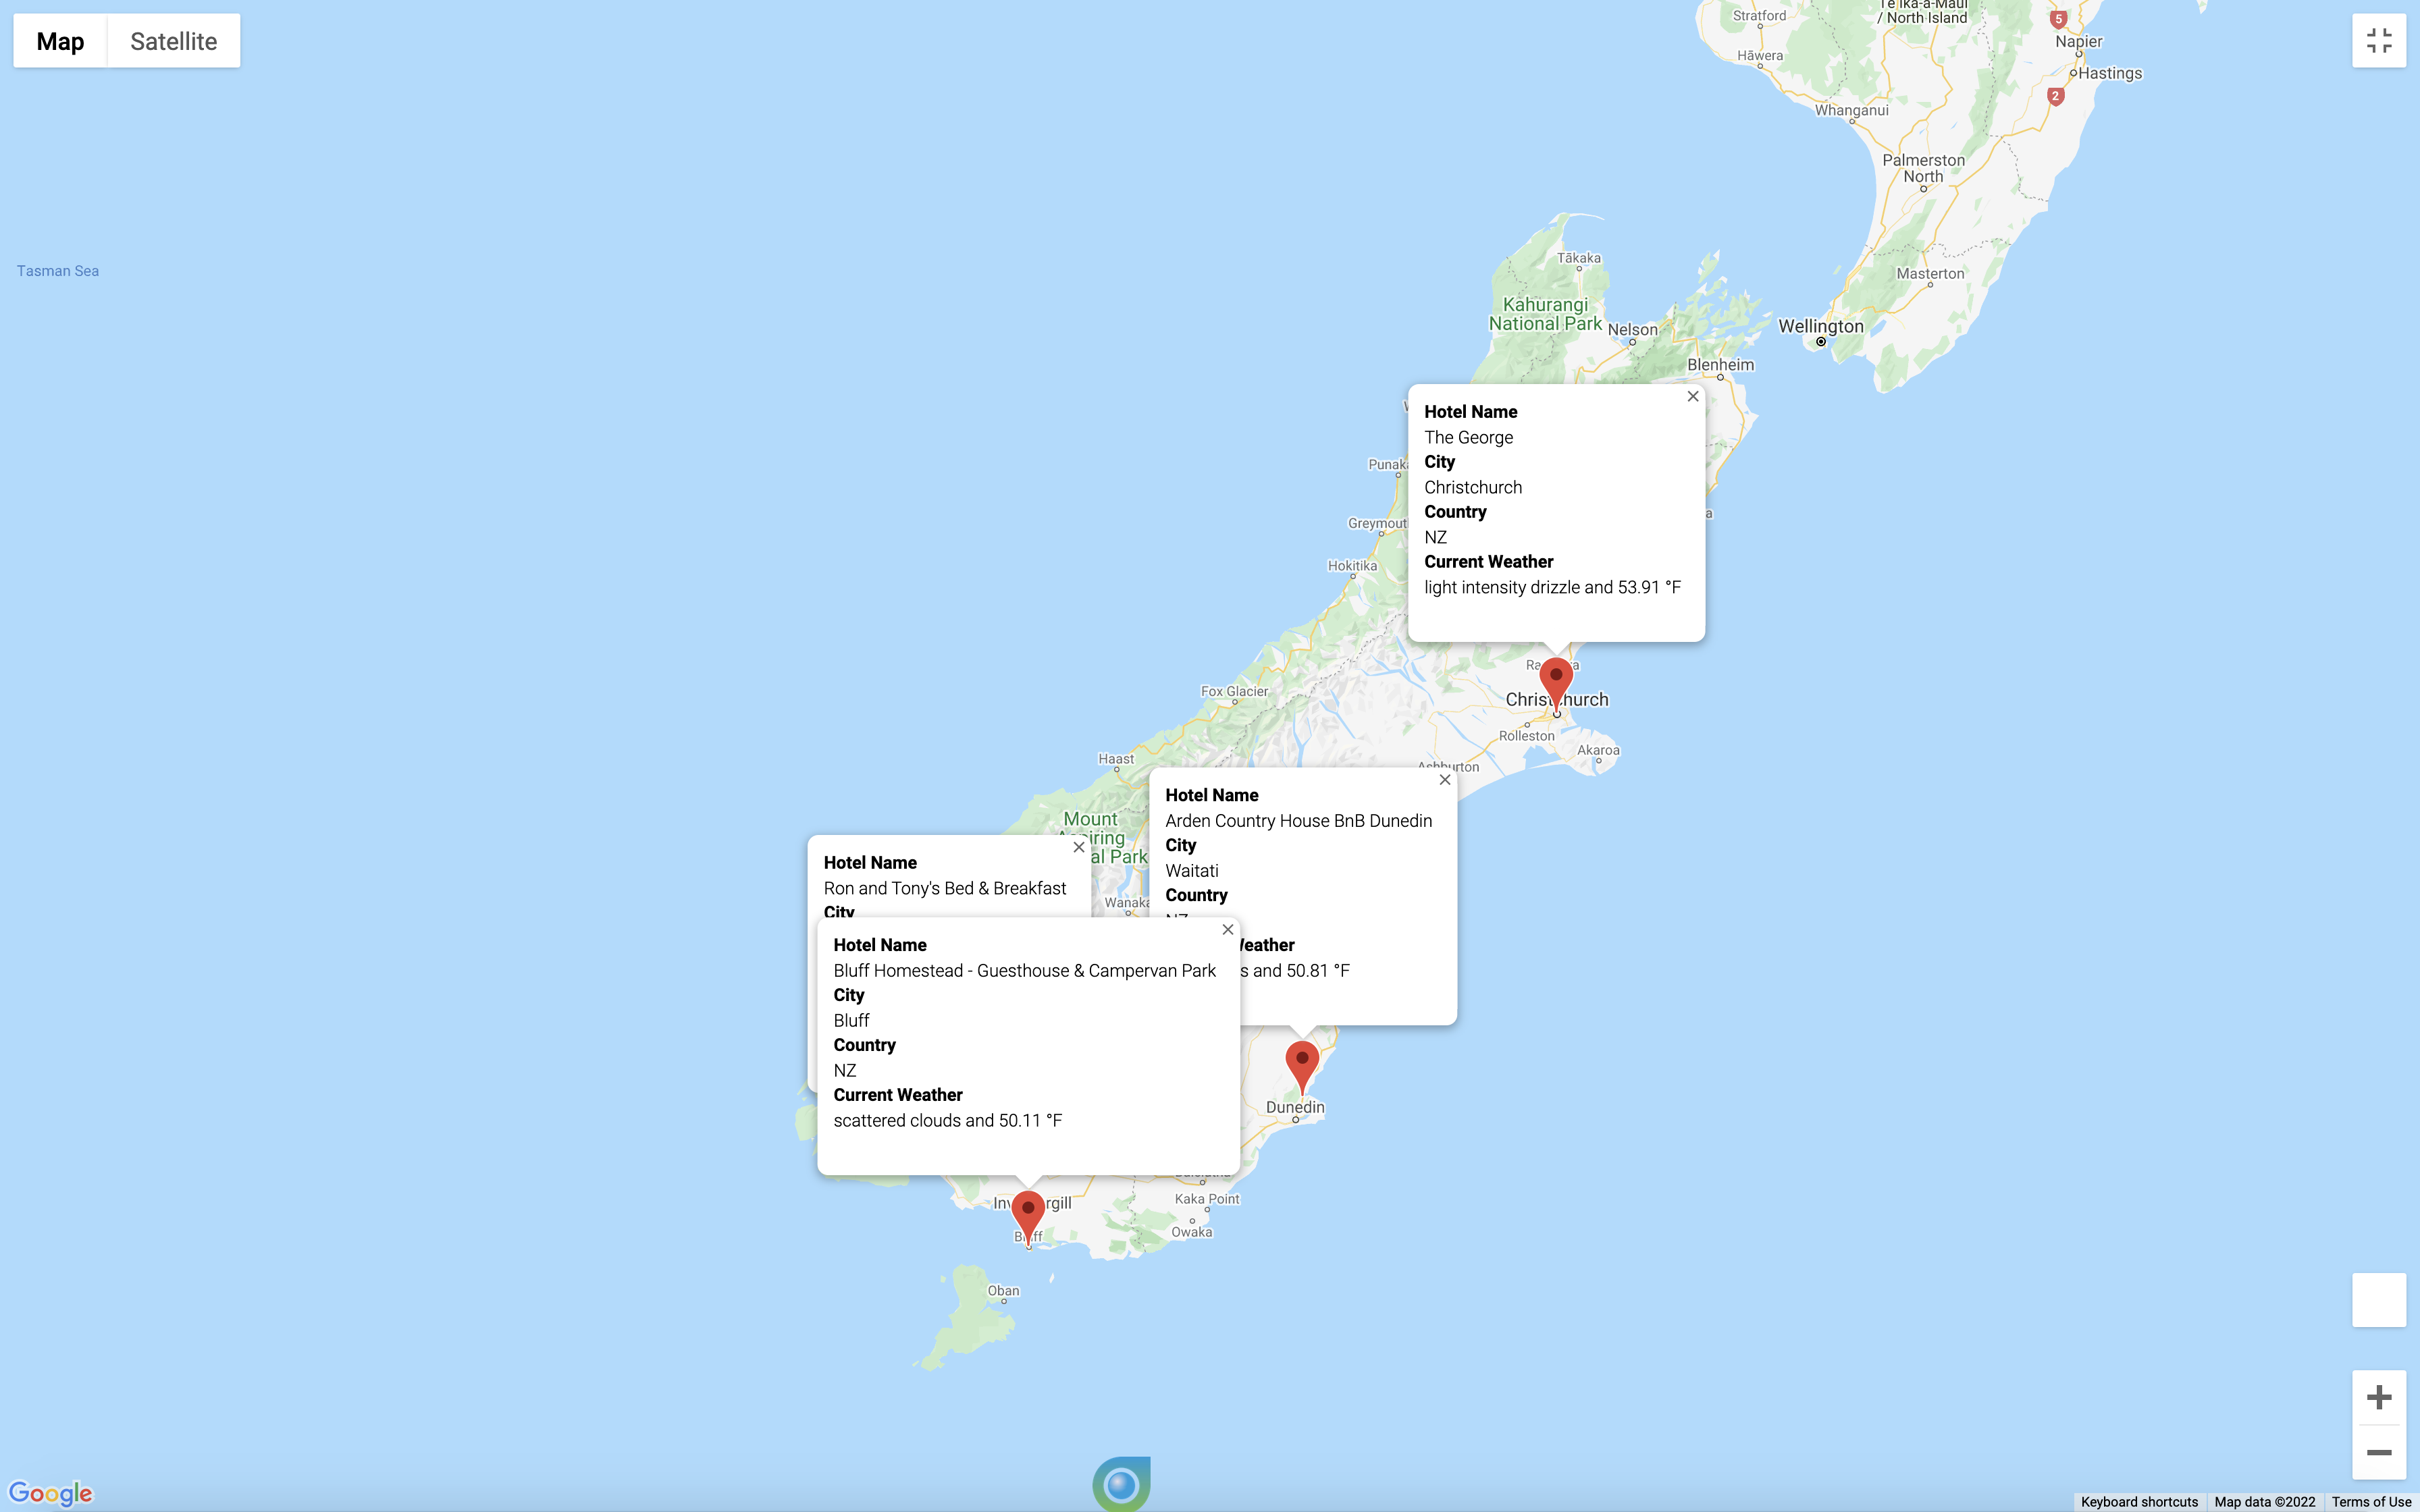 Map
Satellite
Stratford
Te Ika-a-Māui
/ North Island
5
Napier
Hāwera
Hastings
2
Whanganui
Palmerston
North
Tasman Sea
Tākaka
Masterton
Kahurangi
National Park
Nelson
Wellington
Blenheim
Hotel Name
The George
City
Christchurch
Country
NZ
Current Weather
light intensity drizzle and 53.91 °F
Punak
Greymout
Hokitika
a
Christchurch
Fox Glacier
Rolleston
Akaroa
Haast
Ashburton
Hotel Name
Arden Country House BnB Dunedin
City
Waitati
Country
NZ
Weather
s and 50.81 °F
Mount
Aspiring
al Park
Wanaka
Hotel Name
Ron and Tony's Bed & Breakfast
City
Hotel Name
Bluff Homestead - Guesthouse & Campervan Park
City
Bluff
Country
NZ
Current Weather
scattered clouds and 50.11 °F
Dunedin
Kaka Point
Inv rgill
Owaka
Bluff
Oban
Google
Keyboard shortcuts
Map data ©2022
Terms of Use